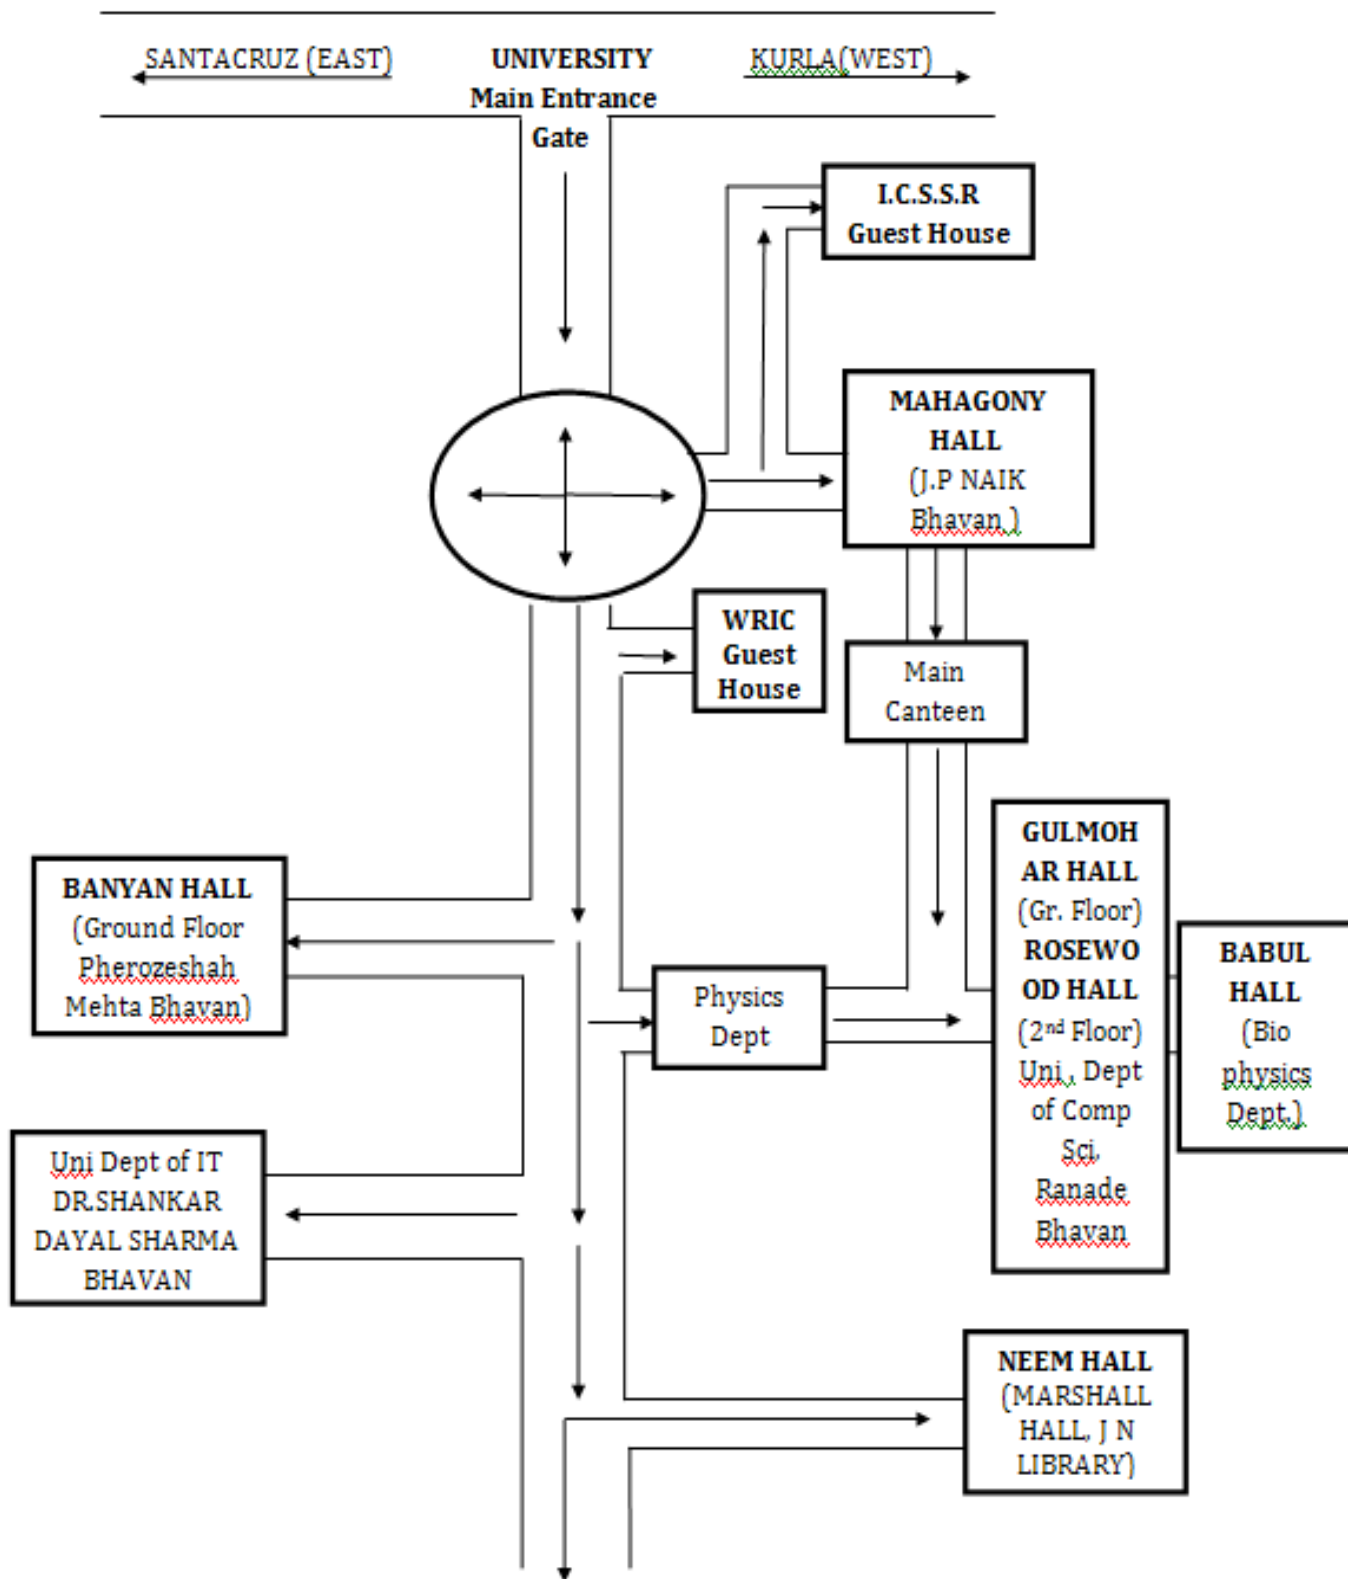 SANTACRUZ (EAST)
UNIVERSITY
Main Entrance
Gate
KURLA(WEST)
I.C.S.S.R
Guest House
MAHAGONY
HALL
(J.P NAIK
Bhavan )
WRIC
Guest
House
Main
Canteen
BANYAN HALL
(Ground Floor
Pherozeshah
Mehta Bhavan)
Physics
Dept
GULMOH
AR HALL
(Gr. Floor)
ROSEWO
OD HALL
(2nd Floor)
Uni , Dept
of Comp
Sci,
Ranade
Bhavan
BABUL
HALL
(Bio
physics
Dept.)
Uni Dept of IT
DR.SHANKAR
DAYAL SHARMA
BHAVAN
NEEM HALL
(MARSHALL
HALL, J N
LIBRARY)